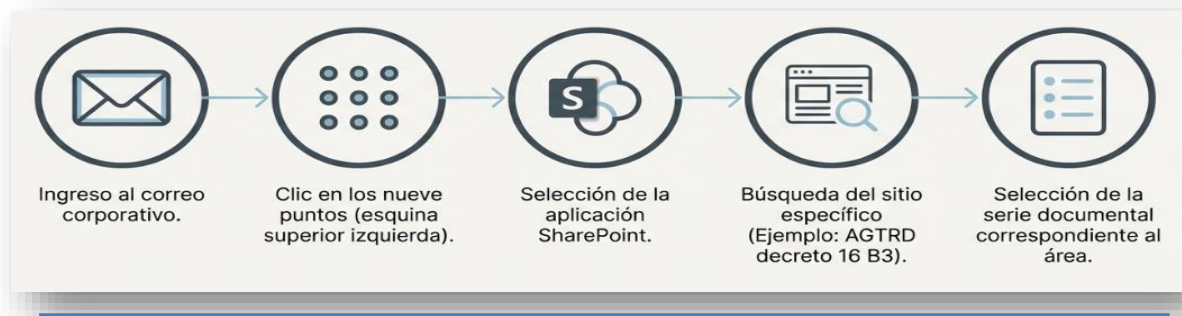 S
Ingreso al correo
corporativo.
Clic en los nueve
puntos (esquina
superior izquierda).
Selección de la
aplicación
SharePoint.
Búsqueda del sitio
específico
(Ejemplo: AGTRD
decreto 16 B3).
Selección de la
serie documental
correspondiente al
área.